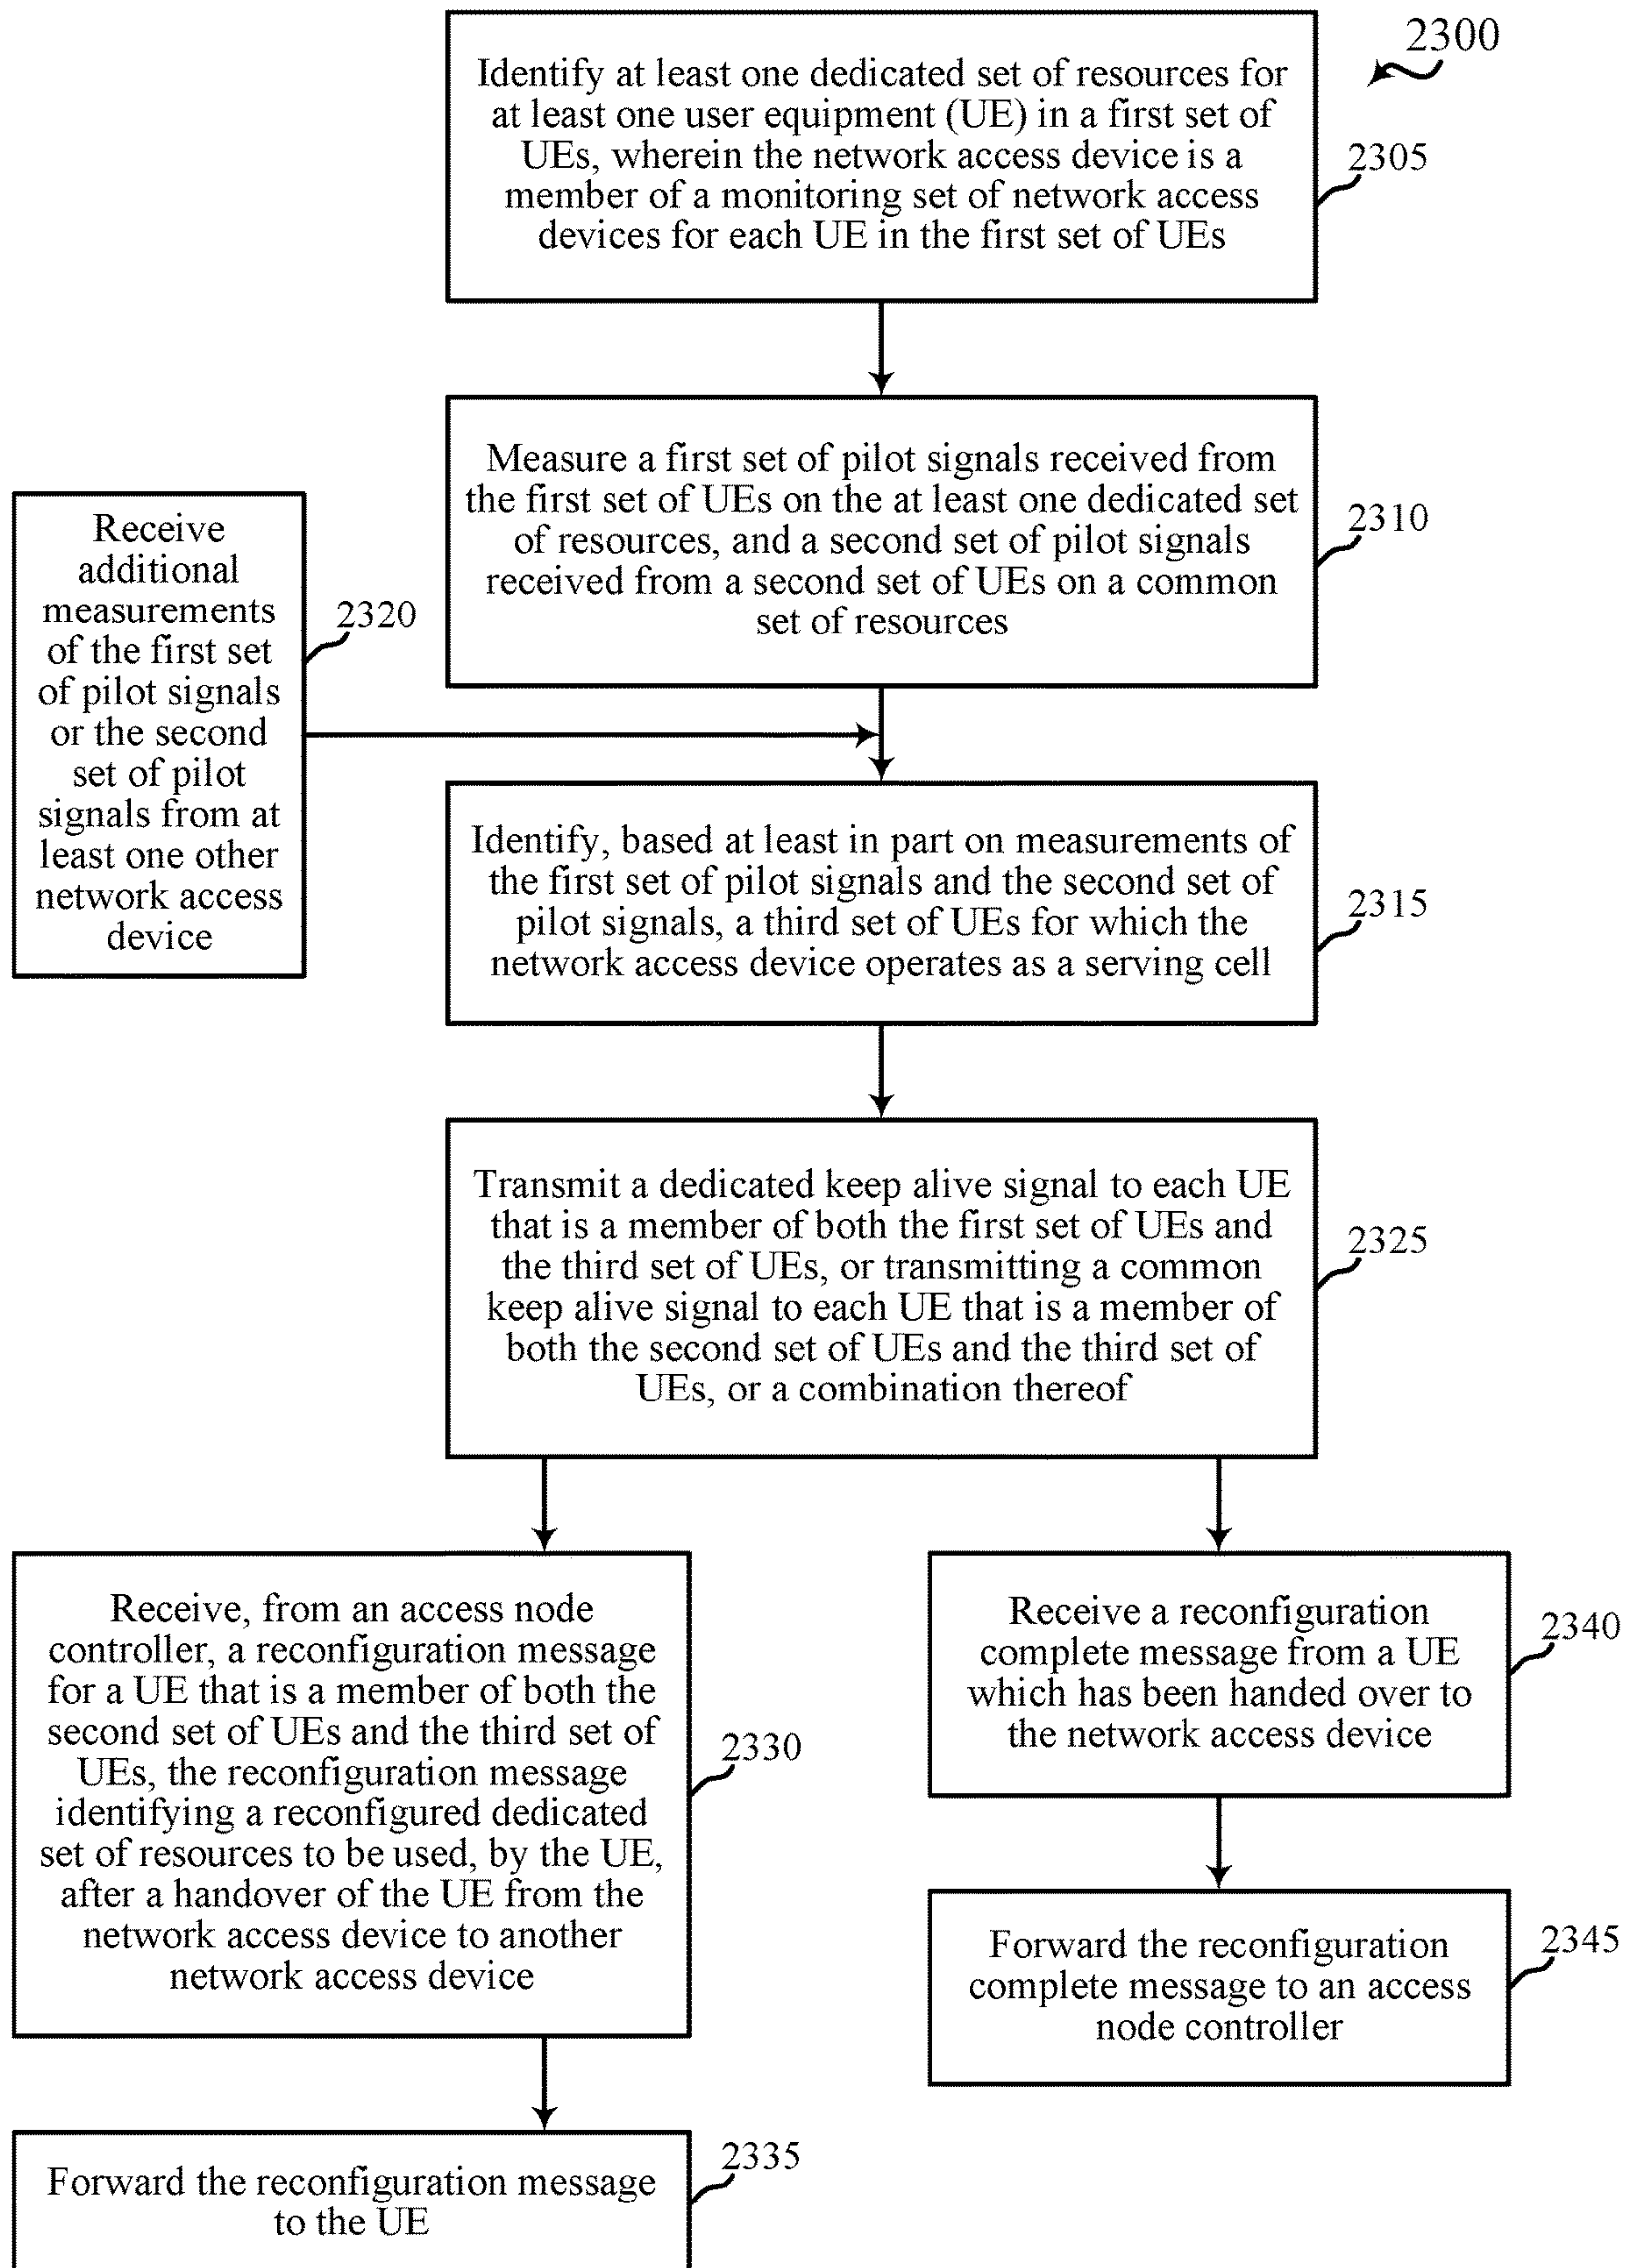 2300
Identify at least one dedicated set of resources for
at least one user equipment (UE) in a first set of
UEs, wherein the network access device is a
member of a monitoring set of network access
devices for each UE in the first set of UEs
2305
Measure a first set of pilot signals received from
the first set of UEs on the at least one dedicated set
of resources, and a second set of pilot signals
received from a second set of UEs on a common
set of resources
2310
Receive
additional
measurements
of the first set
of pilot signals
or the second
set of pilot
signals from at
least one other
network access
device
2320
Identify, based at least in part on measurements of
the first set of pilot signals and the second set of
pilot signals, a third set of UEs for which the
network access device operates as a serving cell
2315
Transmit a dedicated keep alive signal to each UE
that is a member of both the first set of UEs and
the third set of UEs, or transmitting a common
keep alive signal to each UE that is a member of
both the second set of UEs and the third set of
UEs, or a combination thereof
2325
Receive, from an access node
controller, a reconfiguration message
for a UE that is a member of both the
second set of UEs and the third set of
UEs, the reconfiguration message
identifying a reconfigured dedicated
set of resources to be used, by the UE,
after a handover of the UE from the
network access device to another
network access device
2330
Receive a reconfiguration
complete message from a UE
which has been handed over to
the network access device
2340
Forward the reconfiguration
complete message to an access
node controller
2345
Forward the reconfiguration message
to the UE
2335